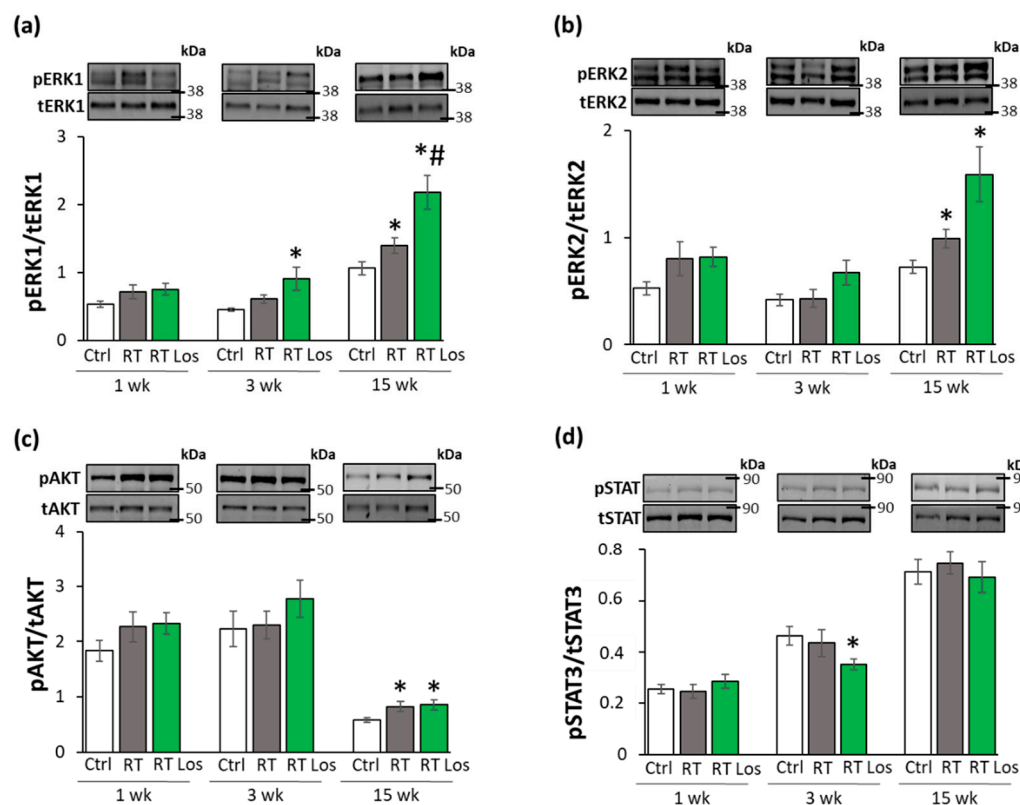 (a)
kDa
pERK1
38
38
38
tERK1
38
38
38
pERK1/tERK1
3
2
1
0
*
*
*#
Ctrl RT RT Los Ctrl RT RT Los Ctrl RT RT Los
1 wk 3 wk 15 wk
(b)
kDa kDa kDa
pERK2
38
38
38
tERK2
38
38
38
pERK2/tERK2
2
1
0
*
*
Ctrl RT RT Los Ctrl RT RT Los Ctrl RT RT Los
1 wk 3 wk 15 wk
(c)
kDa kDa kDa
pAKT
50
50
50
tAKT
50
50
50
pAKT/tAKT
4
3
2
1
0
* *
Ctrl RT RT Los Ctrl RT RT Los Ctrl RT RT Los
1 wk 3 wk 15 wk
(d)
kDa kDa kDa
pSTAT
90
90
90
tSTAT
90
90
90
pSTAT3/tSTAT3
0.8
0.6
0.4
0.2
0
*
Ctrl RT RT Los Ctrl RT RT Los Ctrl RT RT Los
1 wk 3 wk 15 wk